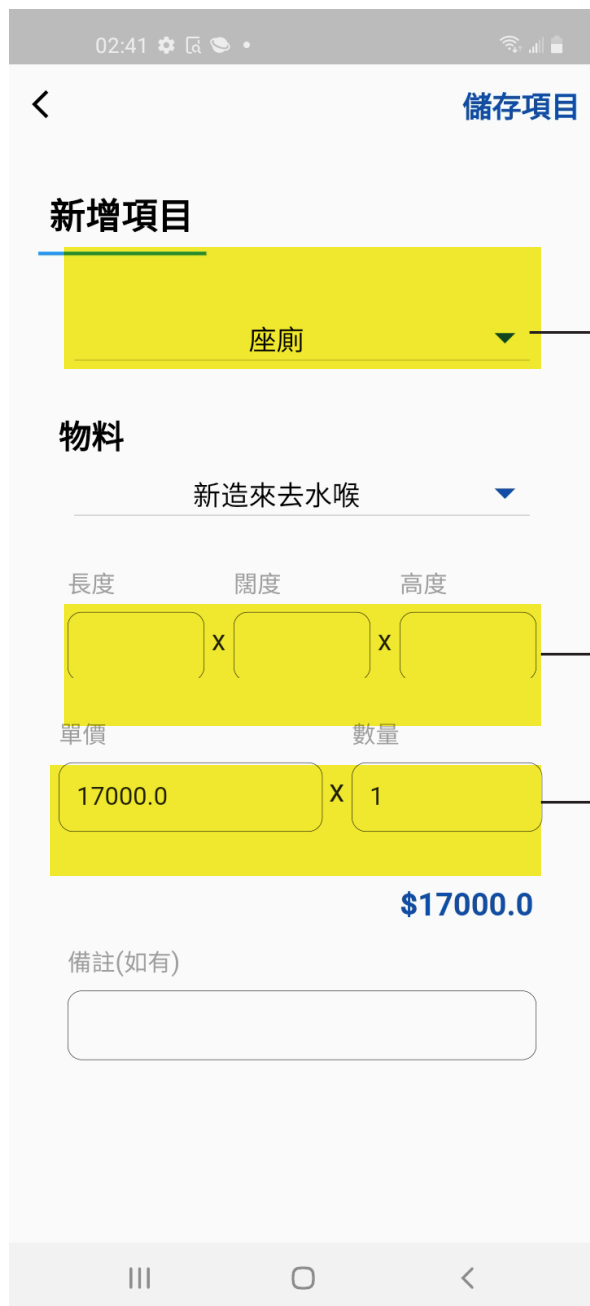 02:41
儲存項目
新增項目
座廁
物料
新造來去水喉
長度 闊度 高度
x x
單價 數量
17000.0 x 1
$17000.0
備註(如有)